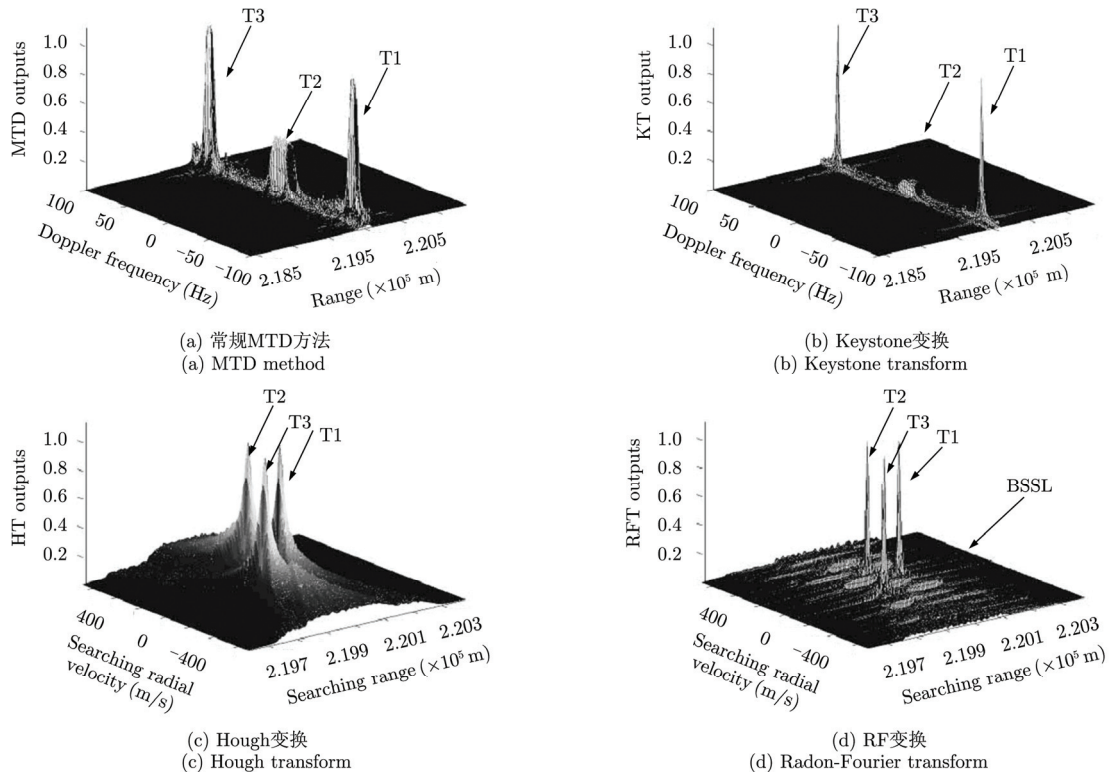 T3
T2
T1
MTD outputs
1.0
0.8
0.6
0.4
0.2
100
50
0
−50
−100
Doppler frequency (Hz)
2.185
2.195
2.205
Range (×10⁵ m)
(a) 常规MTD方法
(a) MTD method
T3
T2
T1
KT output
1.0
0.8
0.6
0.4
0.2
100
50
0
−50
−100
Doppler frequency (Hz)
2.185
2.195
2.205
Range (×10⁵ m)
(b) Keystone变换
(b) Keystone transform
T2
T3
T1
HT outputs
1.0
0.8
0.6
0.4
0.2
400
0
−400
Searching radial
velocity (m/s)
2.197
2.199
2.201
2.203
Searching range (×10⁵ m)
(c) Hough变换
(c) Hough transform
T2
T3
T1
BSSL
RFT outputs
1.0
0.8
0.6
0.4
0.2
400
0
−400
Searching radial
velocity (m/s)
2.197
2.199
2.201
2.203
Searching range (×10⁵ m)
(d) RF变换
(d) Radon-Fourier transform